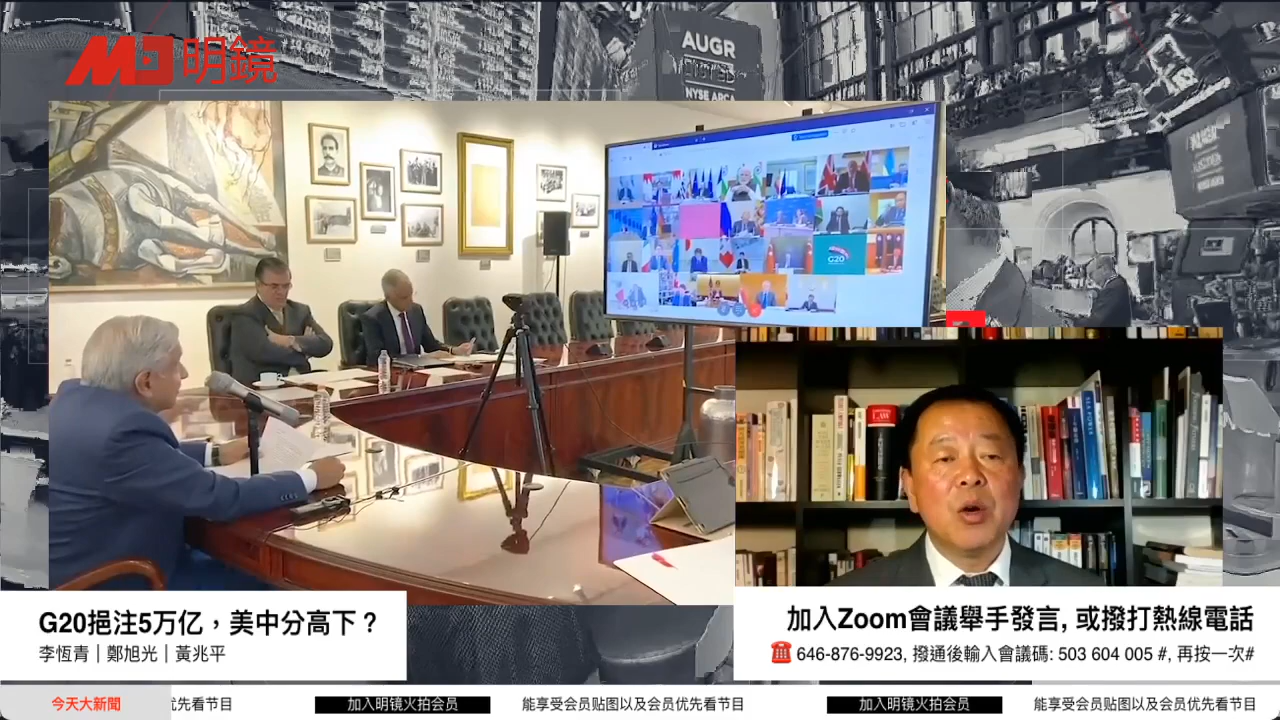 明鏡
AUGR
NYSE ARCA
AUGR
G20
LAW
G20挹注5万亿，美中分高下？
李恆青｜鄭旭光｜黃兆平
加入Zoom會議舉手發言, 或撥打熱線電話
646-876-9923, 撥通後輸入會議碼: 503 604 005 #, 再按一次#
今天大新聞
优先看节目
加入明镜火拍会员
能享受会员贴图以及会员优先看节目
加入明镜火拍会员
能享受会员贴图以及会员优先看节目